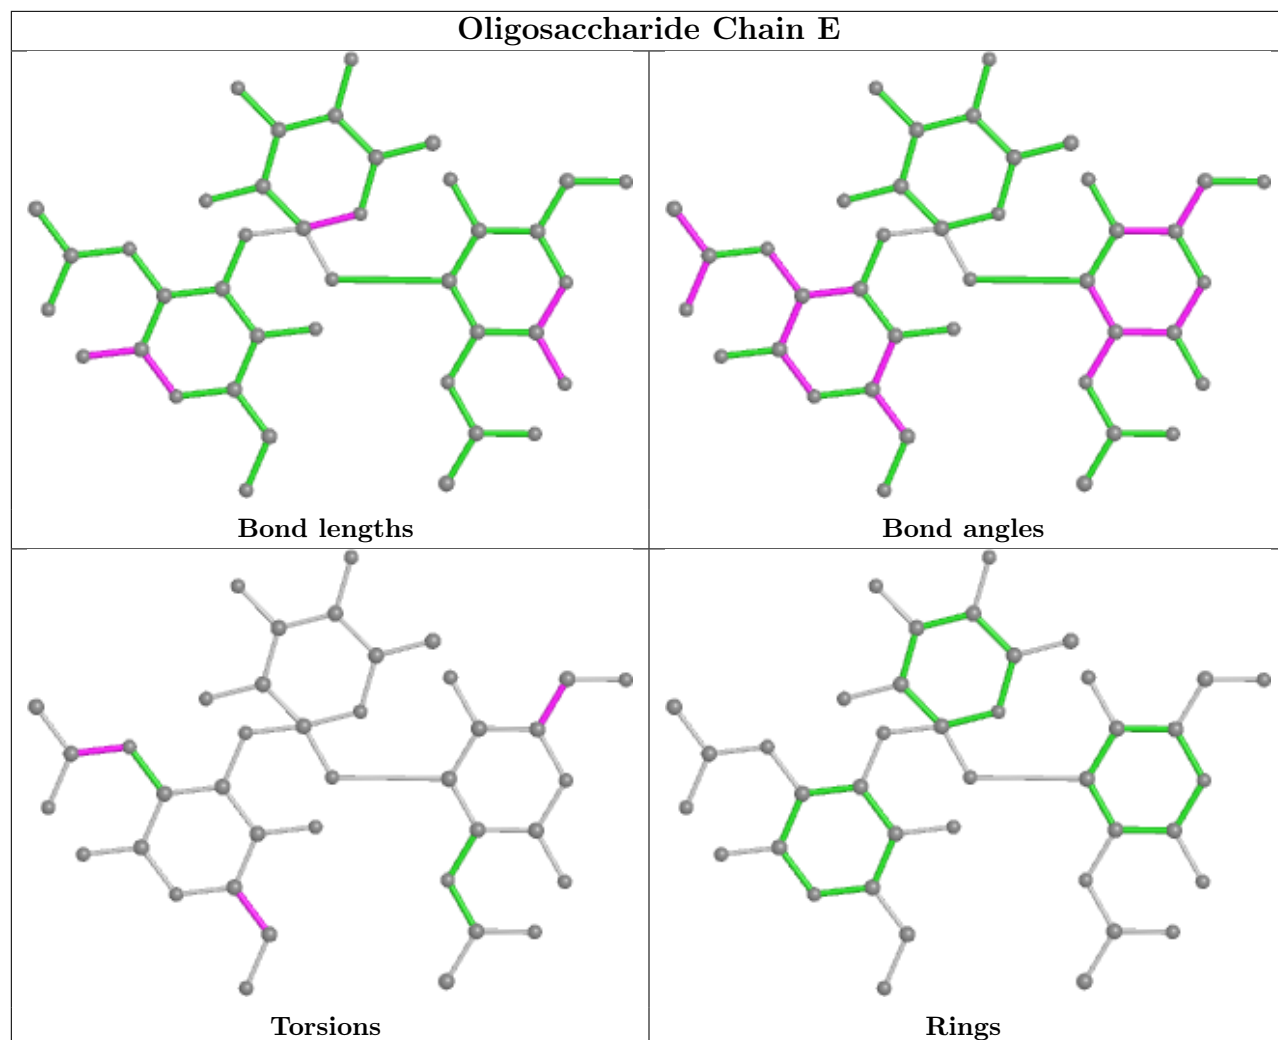 Oligosaccharide Chain E
Bond lengths
Bond angles
Torsions
Rings